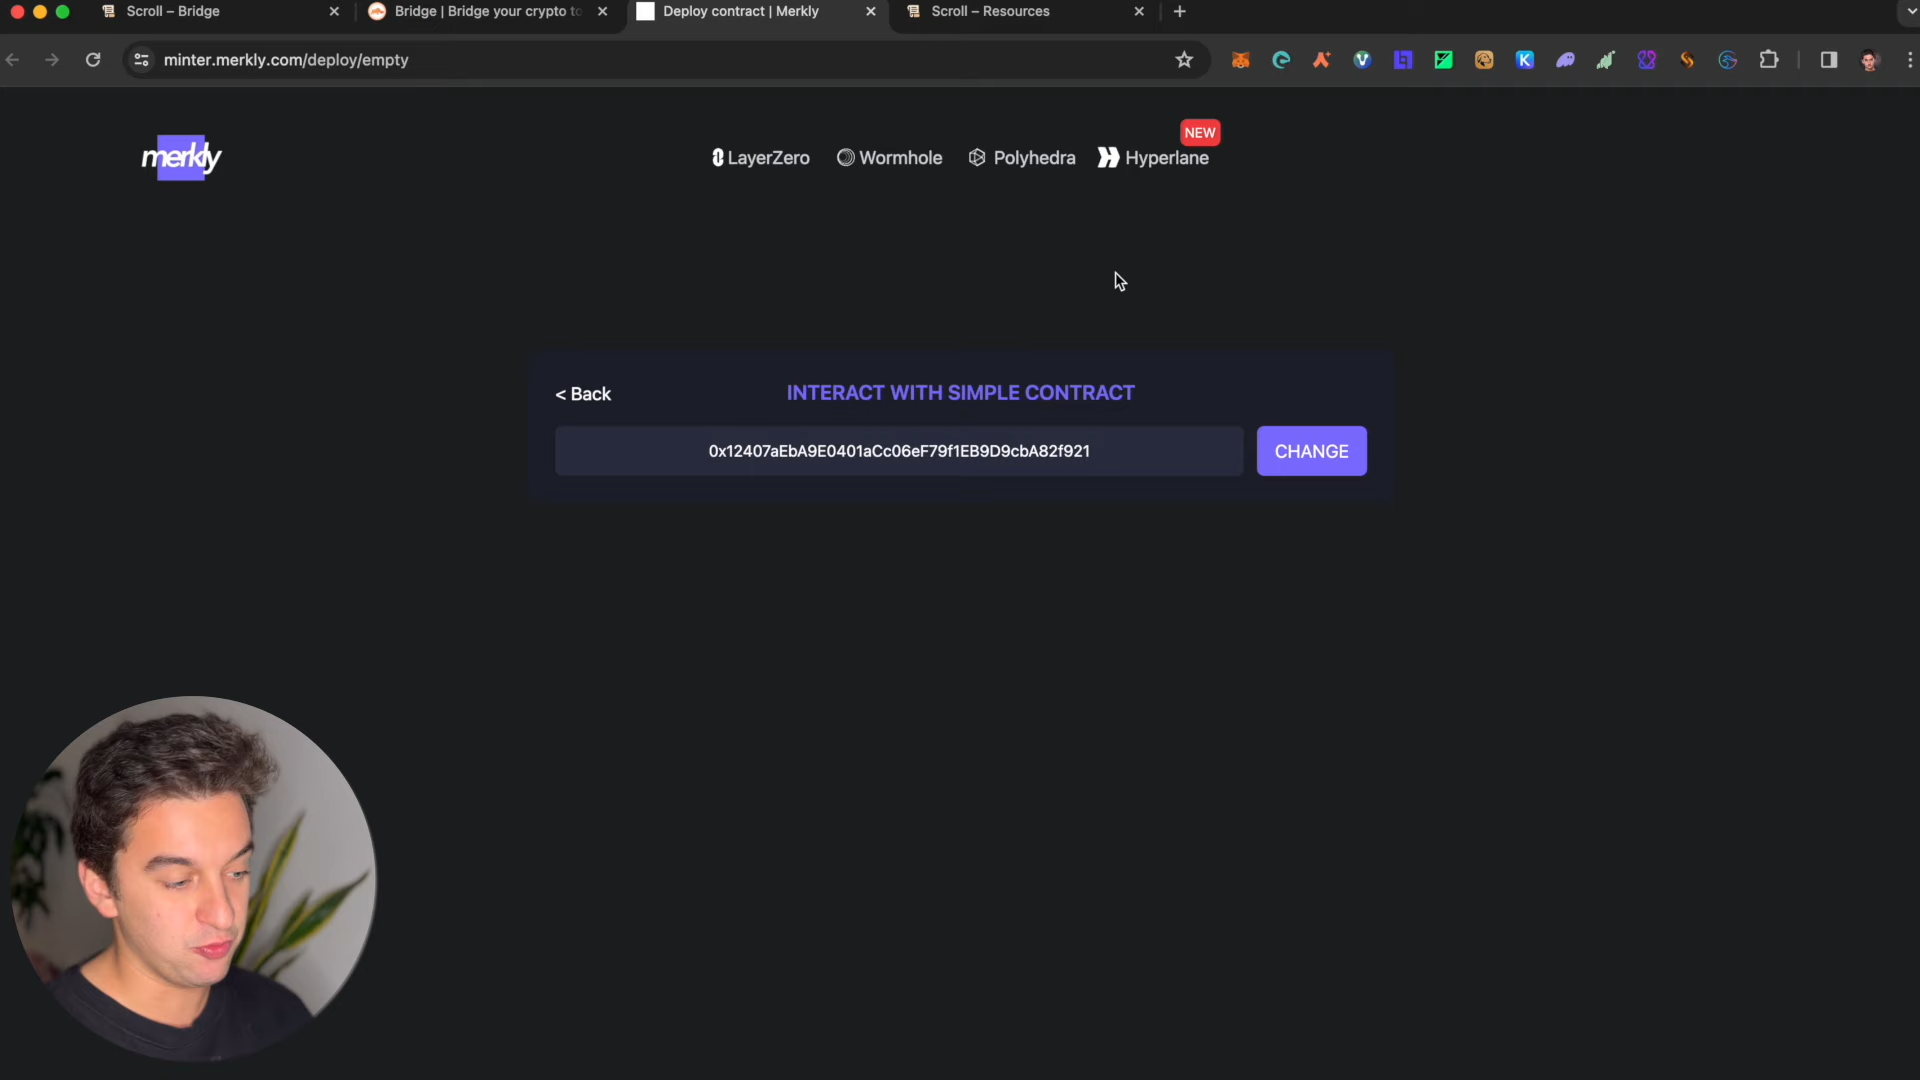 Scroll – Bridge
Bridge | Bridge your crypto to
Deploy contract | Merkly
Scroll – Resources
minter.merkly.com/deploy/empty
merkly
LayerZero
Wormhole
Polyhedra
Hyperlane
NEW
< Back
INTERACT WITH SIMPLE CONTRACT
0x12407aEbA9E0401aCc06eF79f1EB9D9cbA82f921
CHANGE